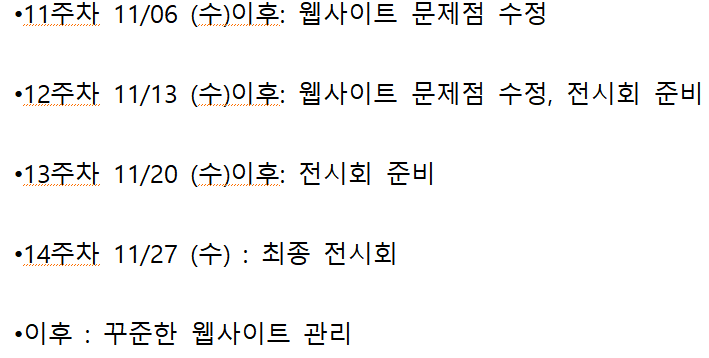 •11주차 11/06 (수)이후: 웹사이트 문제점 수정
•12주차 11/13 (수)이후: 웹사이트 문제점 수정, 전시회 준비
•13주차 11/20 (수)이후: 전시회 준비
•14주차 11/27 (수) : 최종 전시회
•이후 : 꾸준한 웹사이트 관리